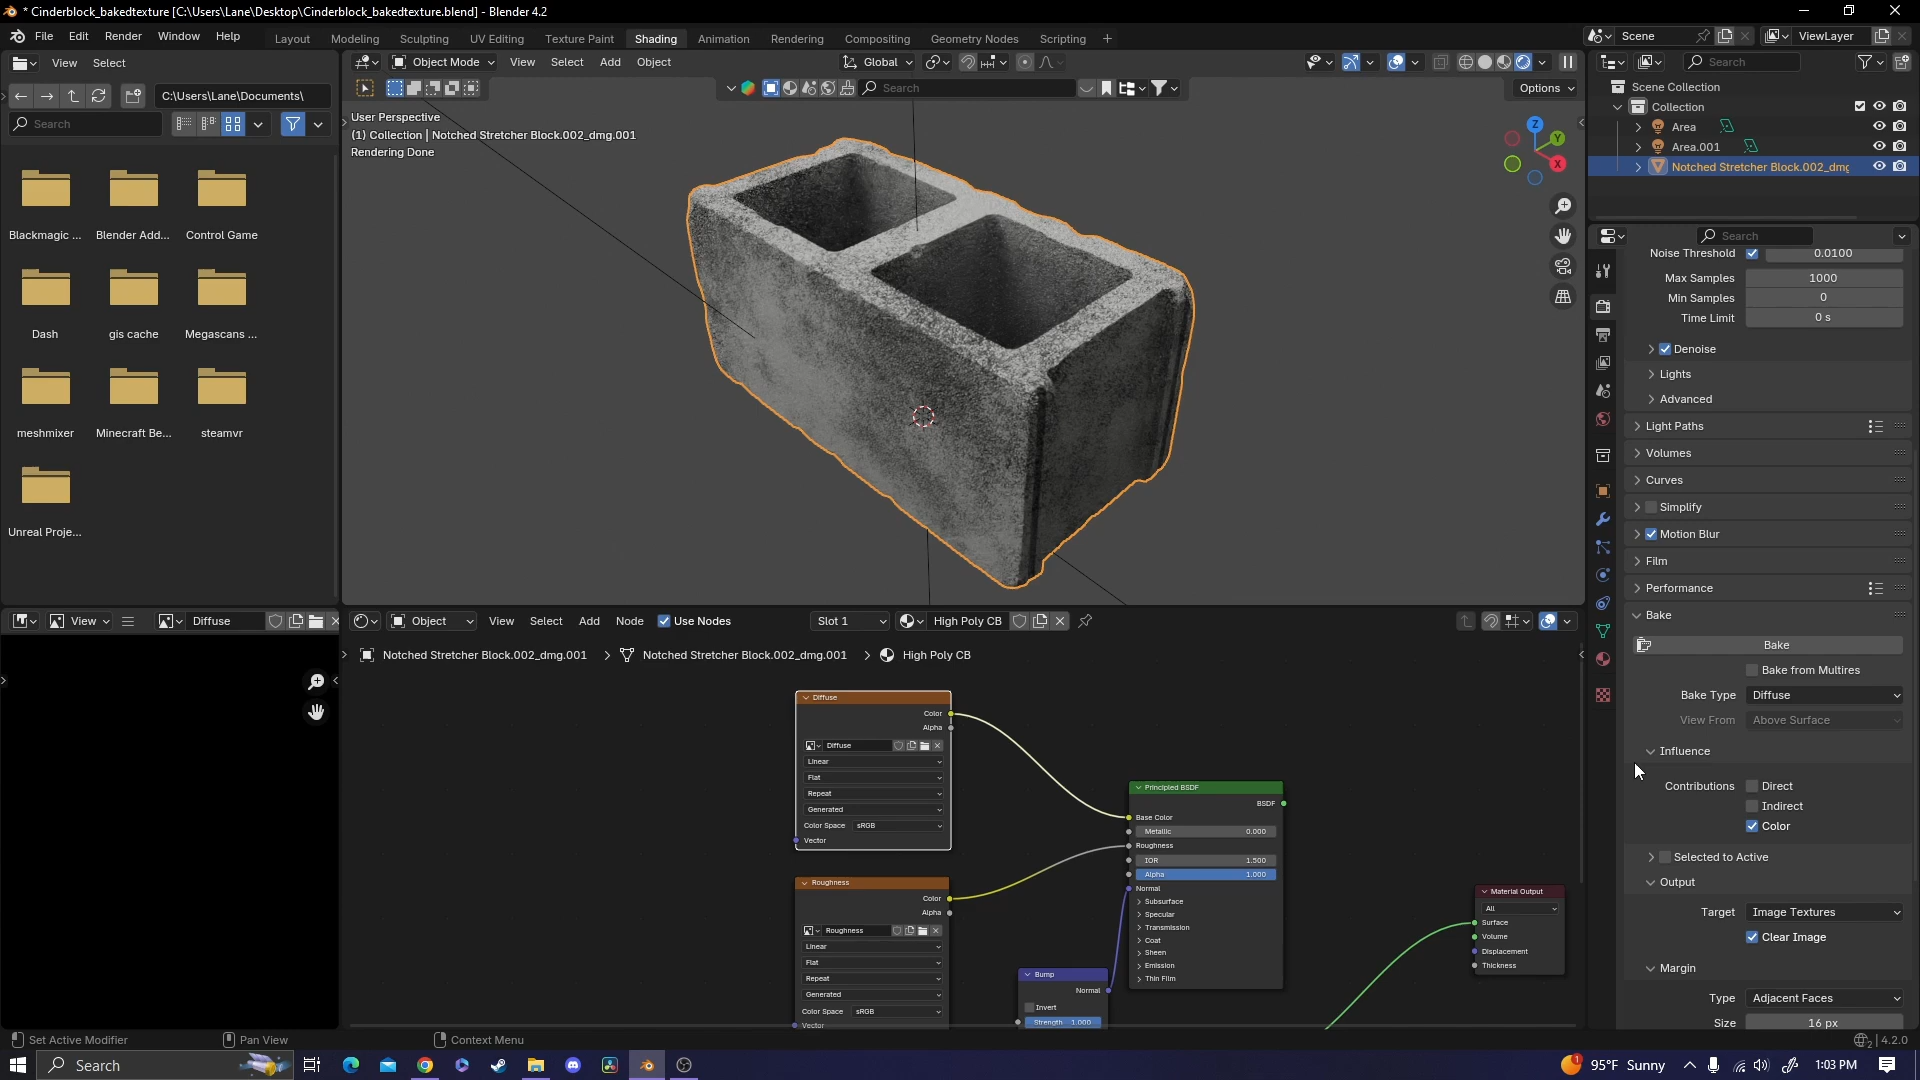 * Cinderblock_bakedtexture [C:\Users\Lane\Desktop\Cinderblock_bakedtexture.blend] - Blender 4.2
File Edit Render Window Help
Layout Modeling Sculpting UV Editing Texture Paint Shading Animation Rendering Compositing Geometry Nodes Scripting +
Scene
ViewLayer
View Select
Object Mode View Select Add Object
Global
Search
C:\Users\Lane\Documents\
Search
Options
Search
User Perspective
(1) Collection | Notched Stretcher Block.002_dmg.001
Rendering Done
Z
Y
X
Blackmagic ... Blender Add... Control Game
Dash gis cache Megascans ...
meshmixer Minecraft Be... steamvr
Unreal Proje...
Scene Collection
Collection
Area
Area.001
Notched Stretcher Block.002_dmg
Search
Noise Threshold 0.0100
Max Samples 1000
Min Samples 0
Time Limit 0 s
Denoise
Lights
Advanced
Light Paths
Volumes
Curves
Simplify
Motion Blur
Film
Performance
Bake
Bake
Bake from Multires
Bake Type Diffuse
View From Above Surface
Influence
Contributions Direct
Indirect
Color
Selected to Active
Output
Target Image Textures
Clear Image
Margin
Type Adjacent Faces
Size 16 px
View
Diffuse
Object View Select Add Node Use Nodes
Slot 1
High Poly CB
Notched Stretcher Block.002_dmg.001 > Notched Stretcher Block.002_dmg.001 > High Poly CB
Diffuse
Color
Alpha
Diffuse
Linear
Flat
Repeat
Generated
Color Space sRGB
Vector
Roughness
Color
Alpha
Roughness
Linear
Flat
Repeat
Generated
Color Space sRGB
Vector
Principled BSDF
BSDF
Base Color
Metallic 0.000
Roughness
IOR 1.500
Alpha 1.000
Normal
Subsurface
Specular
Transmission
Coat
Sheen
Emission
Thin Film
Bump
Normal
Invert
Strength 1.000
Material Output
All
Surface
Volume
Displacement
Thickness
Set Active Modifier
Pan View
Context Menu
4.2.0
Search
95°F Sunny
1:03 PM